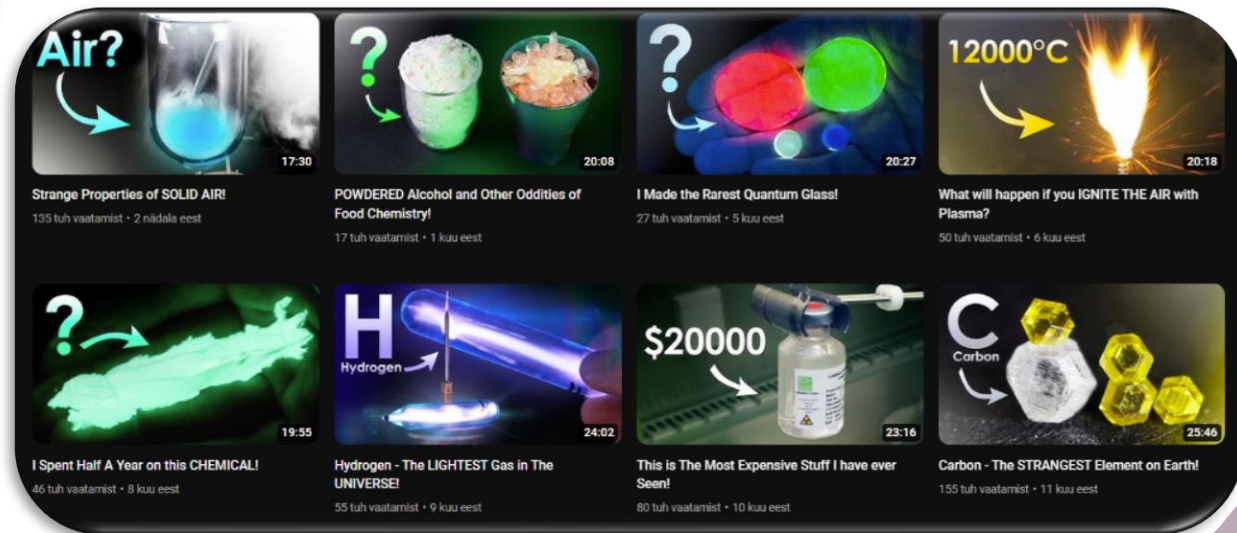 Air?
17:30
?
20:08
?
20:27
12000°C
20:18
Strange Properties of SOLID AIR!
135 tuh vaatamist • 2 nädala eest
POWDERED Alcohol and Other Oddities of
Food Chemistry!
17 tuh vaatamist • 1 kuu eest
I Made the Rarest Quantum Glass!
27 tuh vaatamist • 5 kuu eest
What will happen if you IGNITE THE AIR with
Plasma?
50 tuh vaatamist • 6 kuu eest
?
19:55
H
Hydrogen
24:02
$20000
23:16
C
Carbon
25:46
I Spent Half A Year on this CHEMICAL!
46 tuh vaatamist • 8 kuu eest
Hydrogen - The LIGHTEST Gas in The
UNIVERSE!
55 tuh vaatamist • 9 kuu eest
This is The Most Expensive Stuff I have ever
Seen!
80 tuh vaatamist • 10 kuu eest
Carbon - The STRANGEST Element on Earth!
155 tuh vaatamist • 11 kuu eest